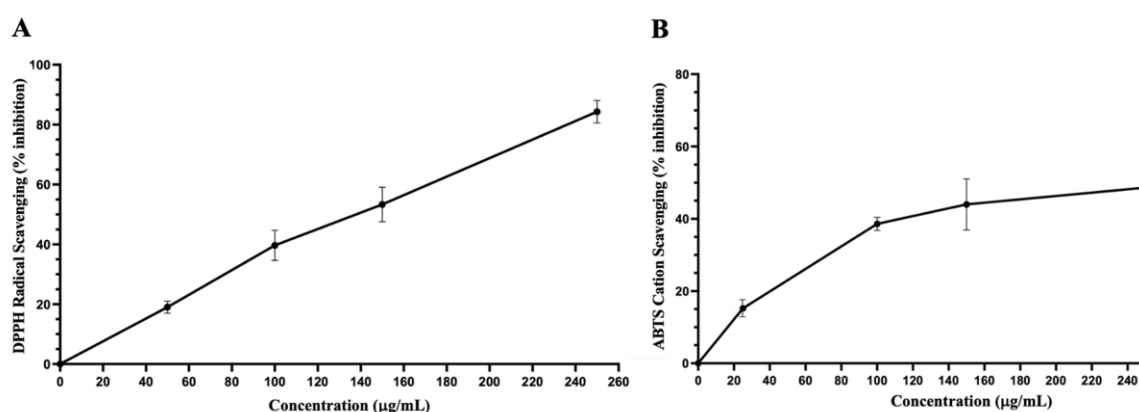 A
B
DPPH Radical Scavenging (% inhibition)
100
80
60
40
20
0
0 20 40 60 80 100 120 140 160 180 200 220 240 260
Concentration (µg/mL)
ABTS Cation Scavenging (% inhibition)
80
60
40
20
0
0 20 40 60 80 100 120 140 160 180 200 220 240
Concentration (µg/mL)